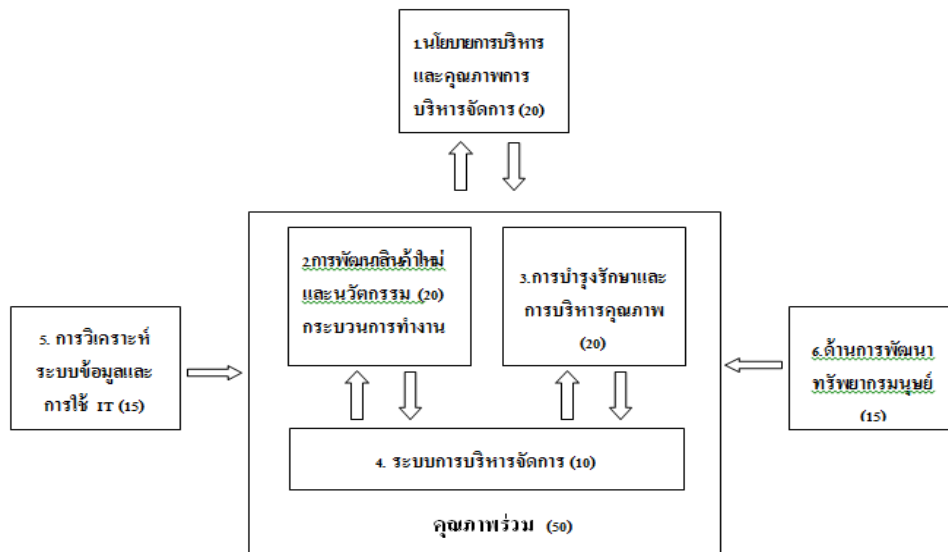 1.นโยบายการบริหาร
และคุณภาพการ
บริหารจัดการ (20)
2.การพัฒนาสินค้าใหม่
และนวัตกรรม (20)
กระบวนการทำงาน
3.การบำรุงรักษาและ
การบริหารคุณภาพ
(20)
5. การวิเคราะห์
ระบบข้อมูลและ
การใช้ IT (15)
6.ด้านการพัฒนา
ทรัพยากรมนุษย์
(15)
4. ระบบการบริหารจัดการ (10)
คุณภาพร่วม (50)